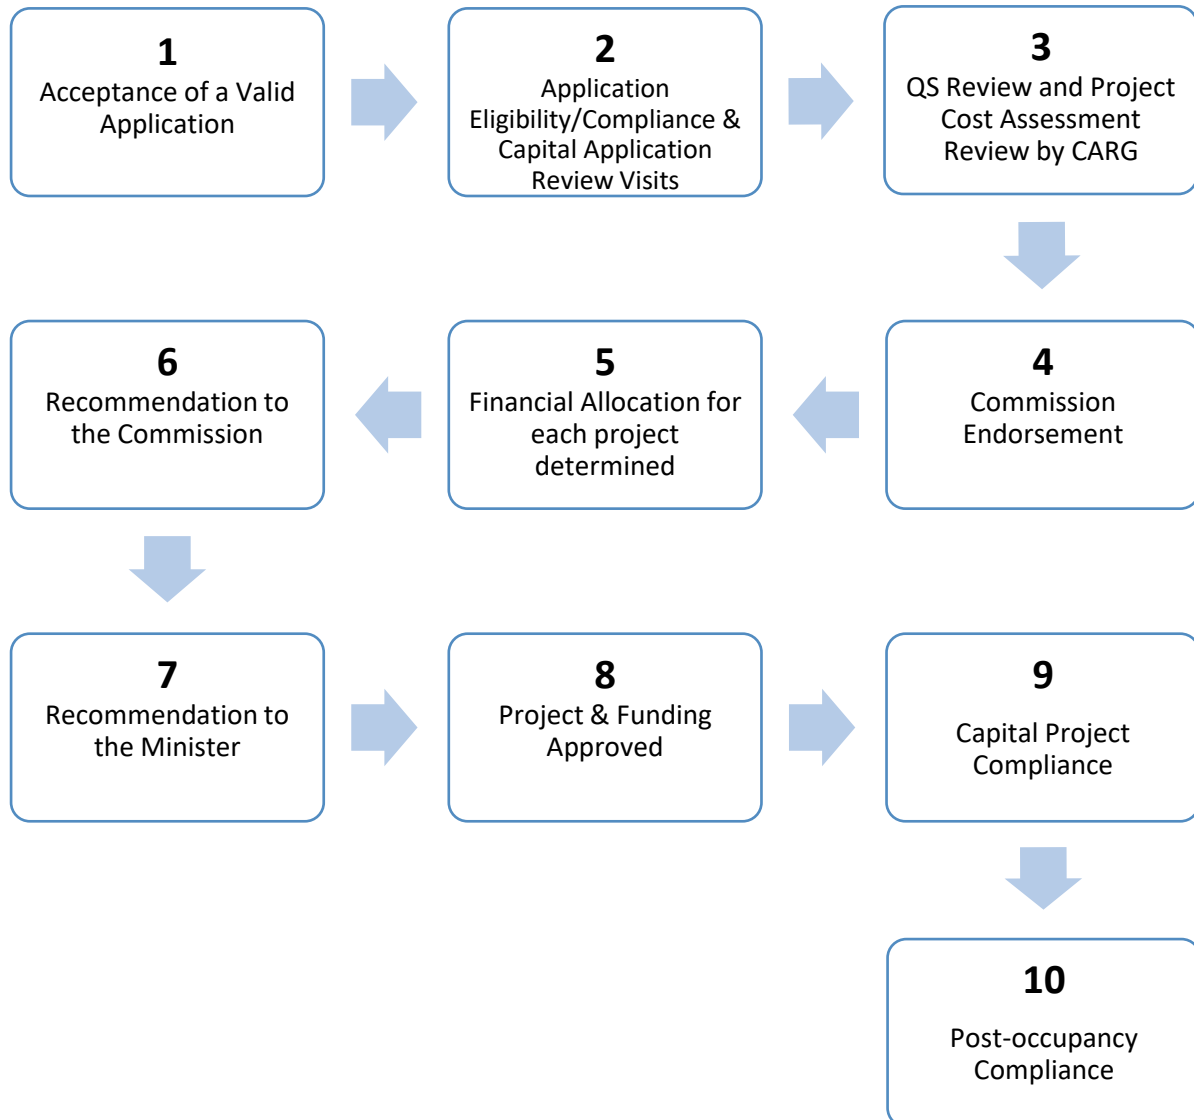 1
Acceptance of a Valid
Application
2
Application
Eligibility/Compliance &
Capital Application
Review Visits
3
QS Review and Project
Cost Assessment
Review by CARG
4
Commission
Endorsement
5
Financial Allocation for
each project
determined
6
Recommendation to
the Commission
7
Recommendation to
the Minister
8
Project & Funding
Approved
9
Capital Project
Compliance
10
Post-occupancy
Compliance